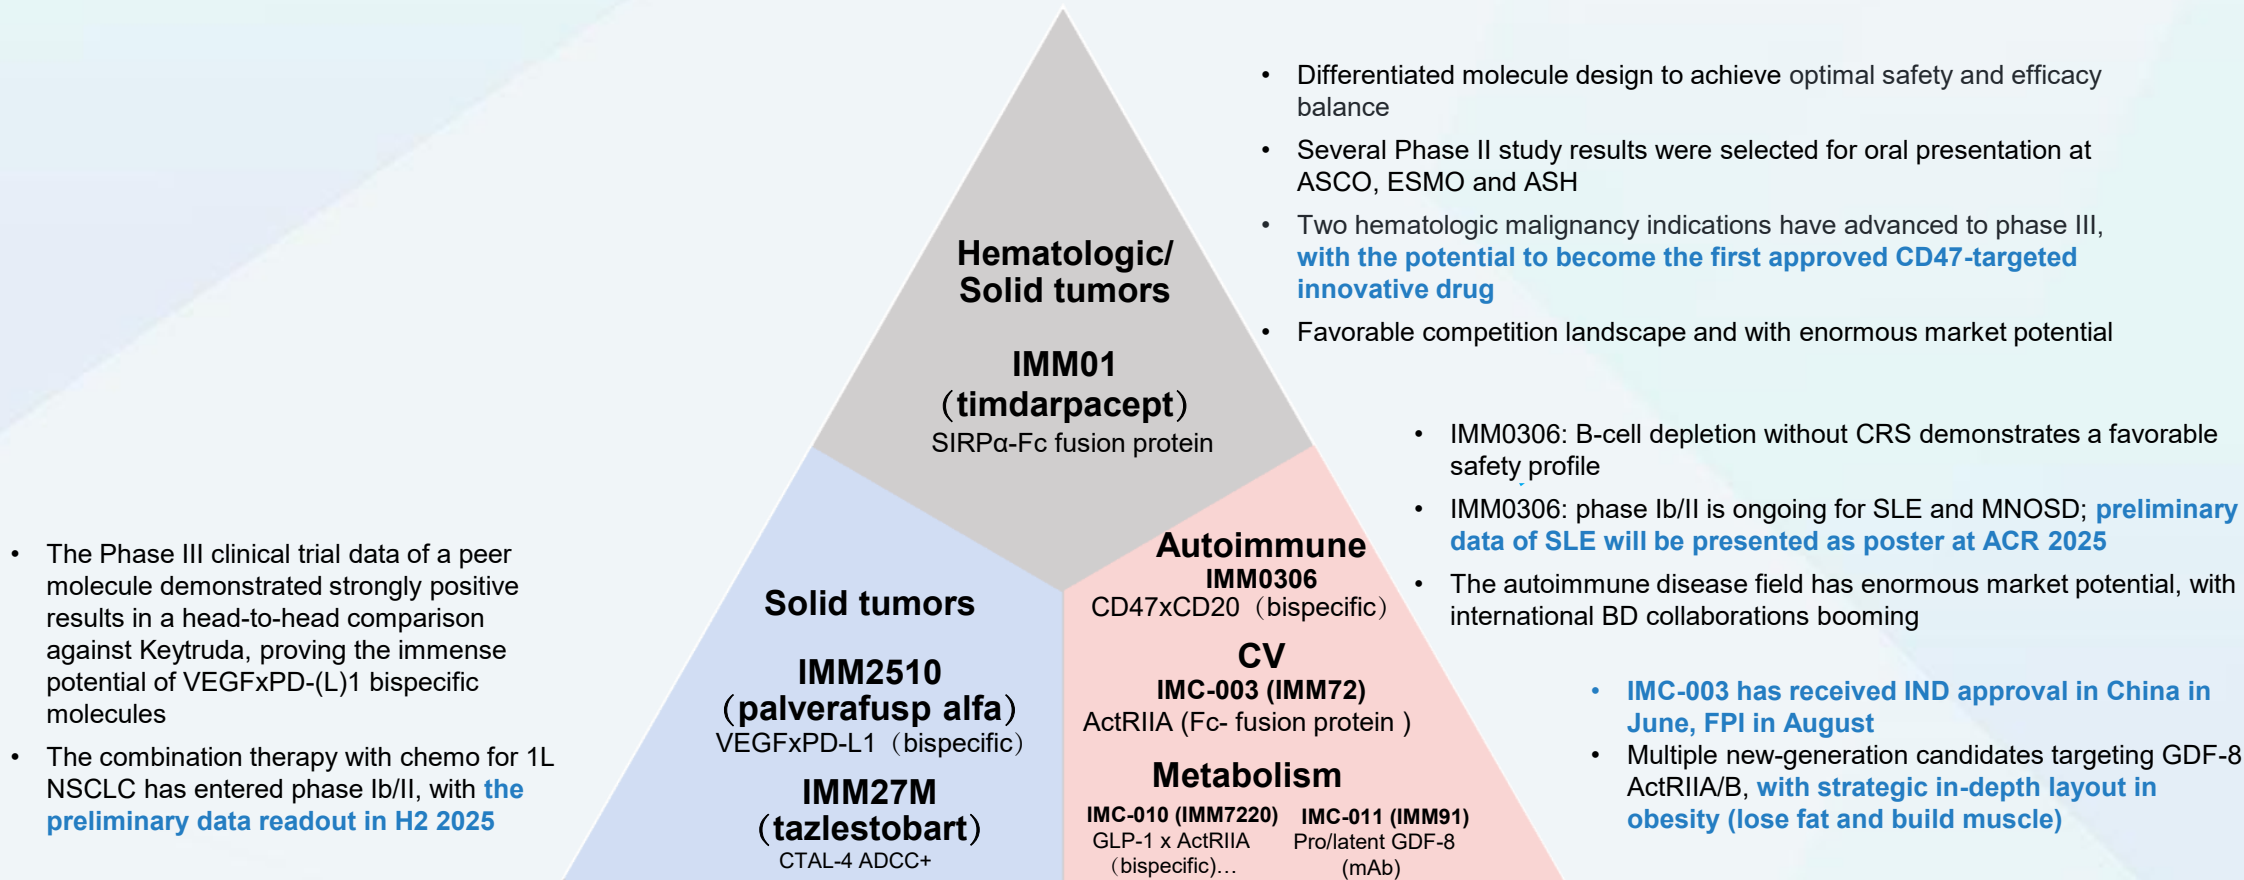 Hematologic/
Solid tumors
IMM01
（timdarpacept）
SIRPα-Fc fusion protein
• Differentiated molecule design to achieve optimal safety and efficacy
balance
• Several Phase II study results were selected for oral presentation at
ASCO, ESMO and ASH
• Two hematologic malignancy indications have advanced to phase III,
with the potential to become the first approved CD47-targeted
innovative drug
• Favorable competition landscape and with enormous market potential
• The Phase III clinical trial data of a peer
molecule demonstrated strongly positive
results in a head-to-head comparison
against Keytruda, proving the immense
potential of VEGFxPD-(L)1 bispecific
molecules
• The combination therapy with chemo for 1L
NSCLC has entered phase Ib/II, with the
preliminary data readout in H2 2025
Solid tumors
IMM2510
（palverafusp alfa）
VEGFxPD-L1（bispecific）
IMM27M
（tazlestobart）
CTAL-4 ADCC+
Autoimmune
IMM0306
CD47xCD20（bispecific）
CV
IMC-003 (IMM72)
ActRIIA (Fc- fusion protein )
Metabolism
IMC-010 (IMM7220)
GLP-1 x ActRIIA
（bispecific)…
IMC-011 (IMM91)
Pro/latent GDF-8
(mAb)
• IMM0306: B-cell depletion without CRS demonstrates a favorable
safety profile
• IMM0306: phase Ib/II is ongoing for SLE and MNOSD; preliminary
data of SLE will be presented as poster at ACR 2025
• The autoimmune disease field has enormous market potential, with
international BD collaborations booming
• IMC-003 has received IND approval in China in
June, FPI in August
• Multiple new-generation candidates targeting GDF-8
ActRIIA/B, with strategic in-depth layout in
obesity (lose fat and build muscle)